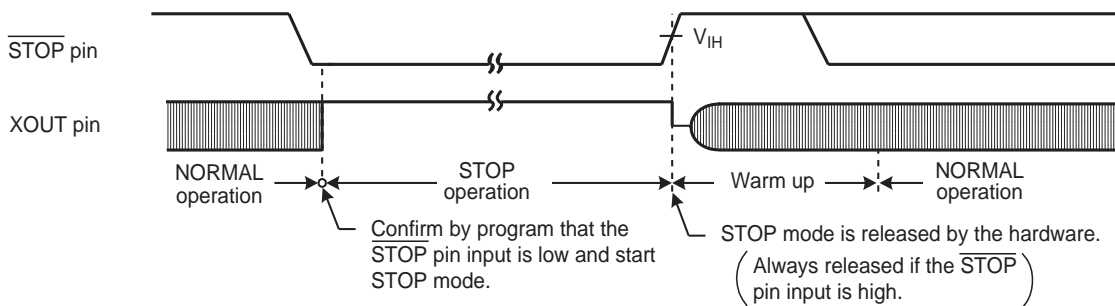 STOP pin
VIH
XOUT pin
NORMAL
operation
STOP
operation
Warm up
NORMAL
operation
Confirm by program that the
STOP pin input is low and start
STOP mode.
STOP mode is released by the hardware.
( Always released if the STOP )
pin input is high.